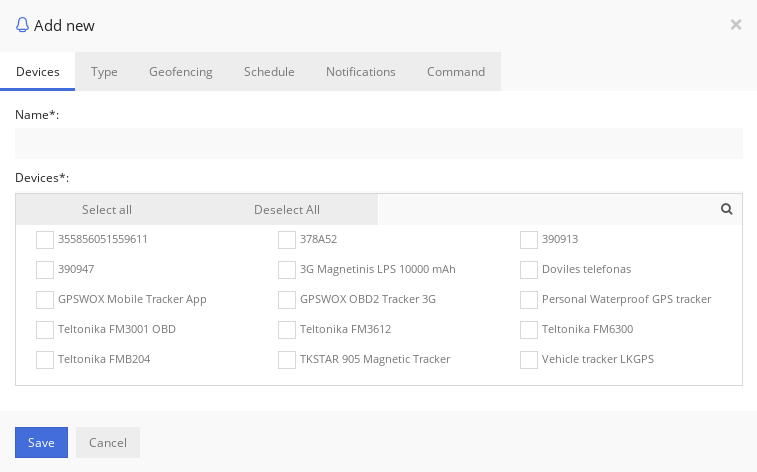 Add new
×
Devices Type Geofencing Schedule Notifications Command
Name*:
Devices*:
Select all Deselect All
355856051559611 378A52 390913
390947 3G Magnetinis LPS 10000 mAh Doviles telefonas
GPSWOX Mobile Tracker App GPSWOX OBD2 Tracker 3G Personal Waterproof GPS tracker
Teltonika FM3001 OBD Teltonika FM3612 Teltonika FM6300
Teltonika FMB204 TKSTAR 905 Magnetic Tracker Vehicle tracker LKGPS
Save Cancel